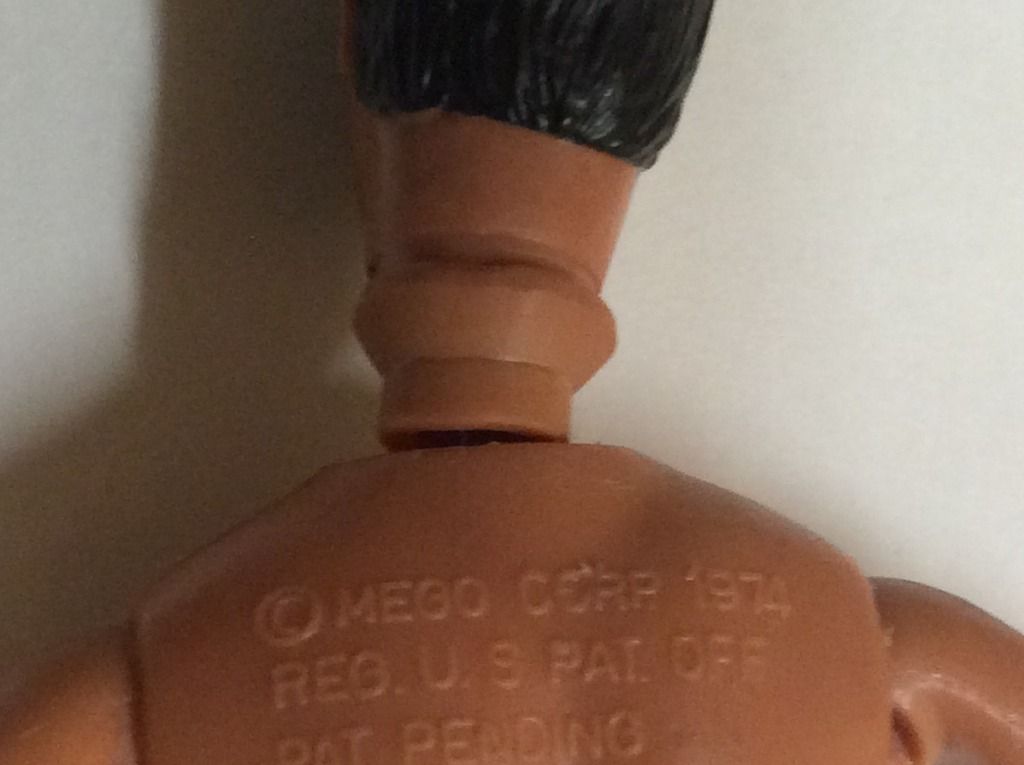 © MEGO CORP 1974
REG. U.S PAT. OFF
PAT PENDING